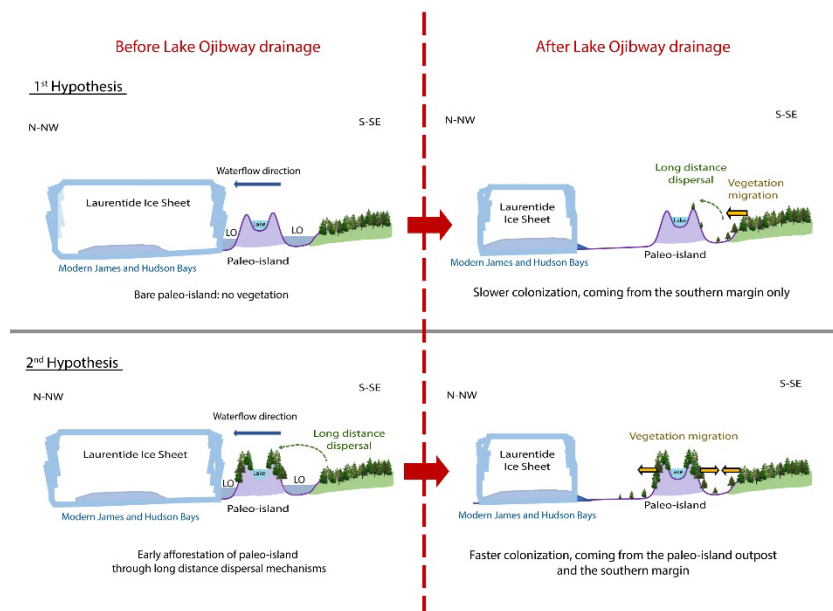 Before Lake Ojibway drainage
After Lake Ojibway drainage
1st Hypothesis
N-NW
S-SE
Waterflow direction
Laurentide Ice Sheet
Lake
LO
LO
Paleo-island
Modern James and Hudson Bays
Bare paleo-island: no vegetation
N-NW
S-SE
Long distance
dispersal
Vegetation
migration
Laurentide
Ice Sheet
Lake
Paleo-island
Modern James and Hudson Bays
Slower colonization, coming from the southern margin only
2nd Hypothesis
N-NW
S-SE
Waterflow direction
Long distance
dispersal
Laurentide Ice Sheet
Lake
LO
LO
Paleo-island
Modern James and Hudson Bays
Early afforestation of paleo-island
through long distance dispersal mechanisms
N-NW
S-SE
Vegetation migration
Laurentide
Ice Sheet
Paleo-island
Modern James and Hudson Bays
Faster colonization, coming from the paleo-island outpost
and the southern margin